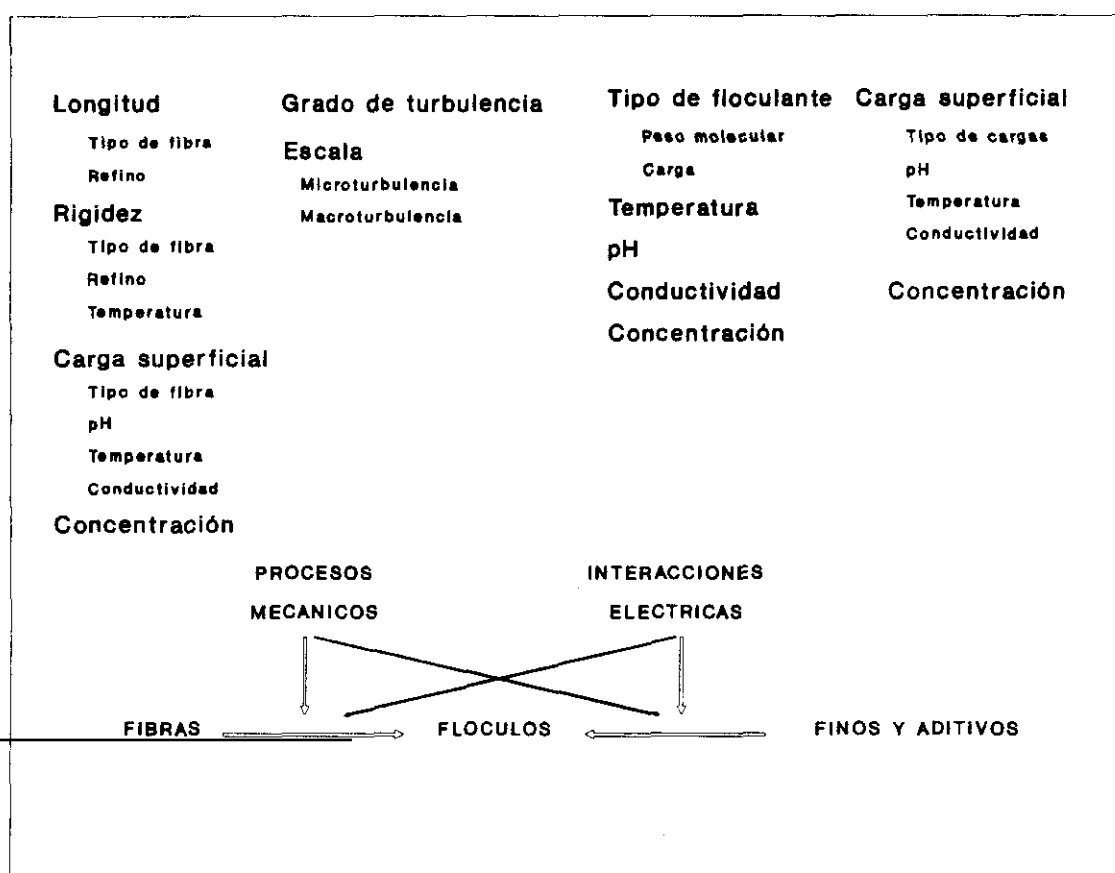 Longitud
Tipo de fibra
Refino
Rigidez
Tipo de fibra
Refino
Temperatura
Carga superficial
Tipo de fibra
pH
Temperatura
Conductividad
Concentración
Grado de turbulencia
Escala
Microturbulencia
Macroturbulencia
Tipo de floculante
Peso molecular
Carga
Temperatura
pH
Conductividad
Concentración
Carga superficial
Tipo de cargas
pH
Temperatura
Conductividad
Concentración
PROCESOS
MECANICOS
INTERACCIONES
ELECTRICAS
FIBRAS
FLOCULOS
FINOS Y ADITIVOS